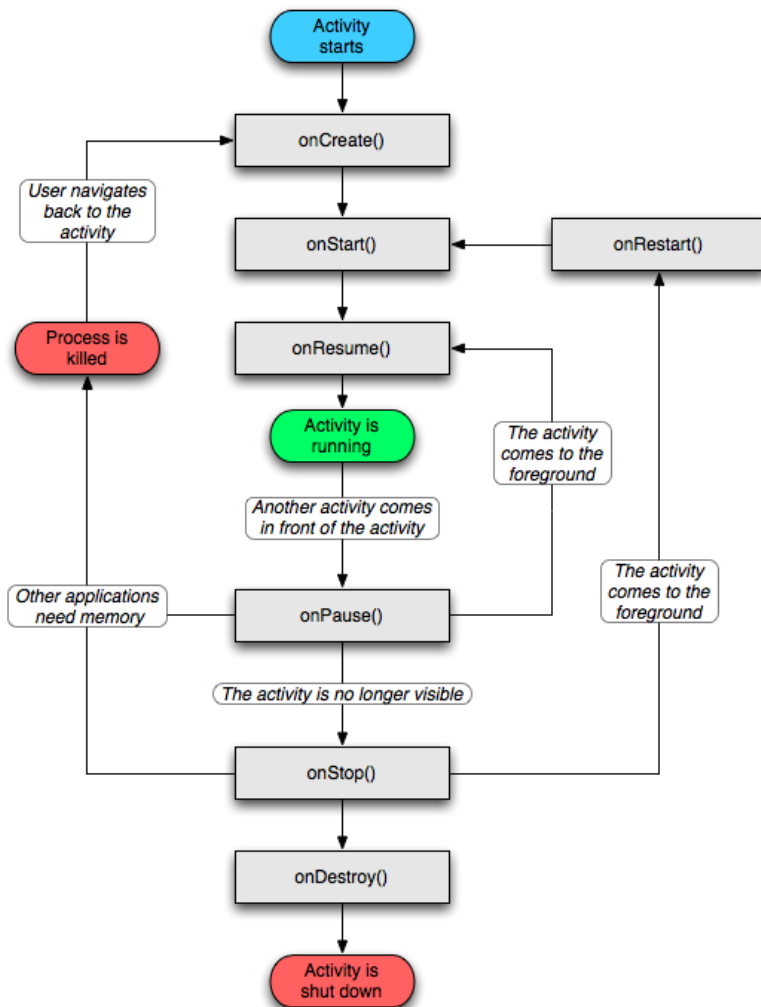 Activity
starts
onCreate()
User navigates
back to the
activity
onStart()
onRestart()
Process is
killed
onResume()
Activity is
running
The activity
comes to the
foreground
Another activity comes
in front of the activity
Other applications
need memory
onPause()
The activity
comes to the
foreground
The activity is no longer visible
onStop()
onDestroy()
Activity is
shut down